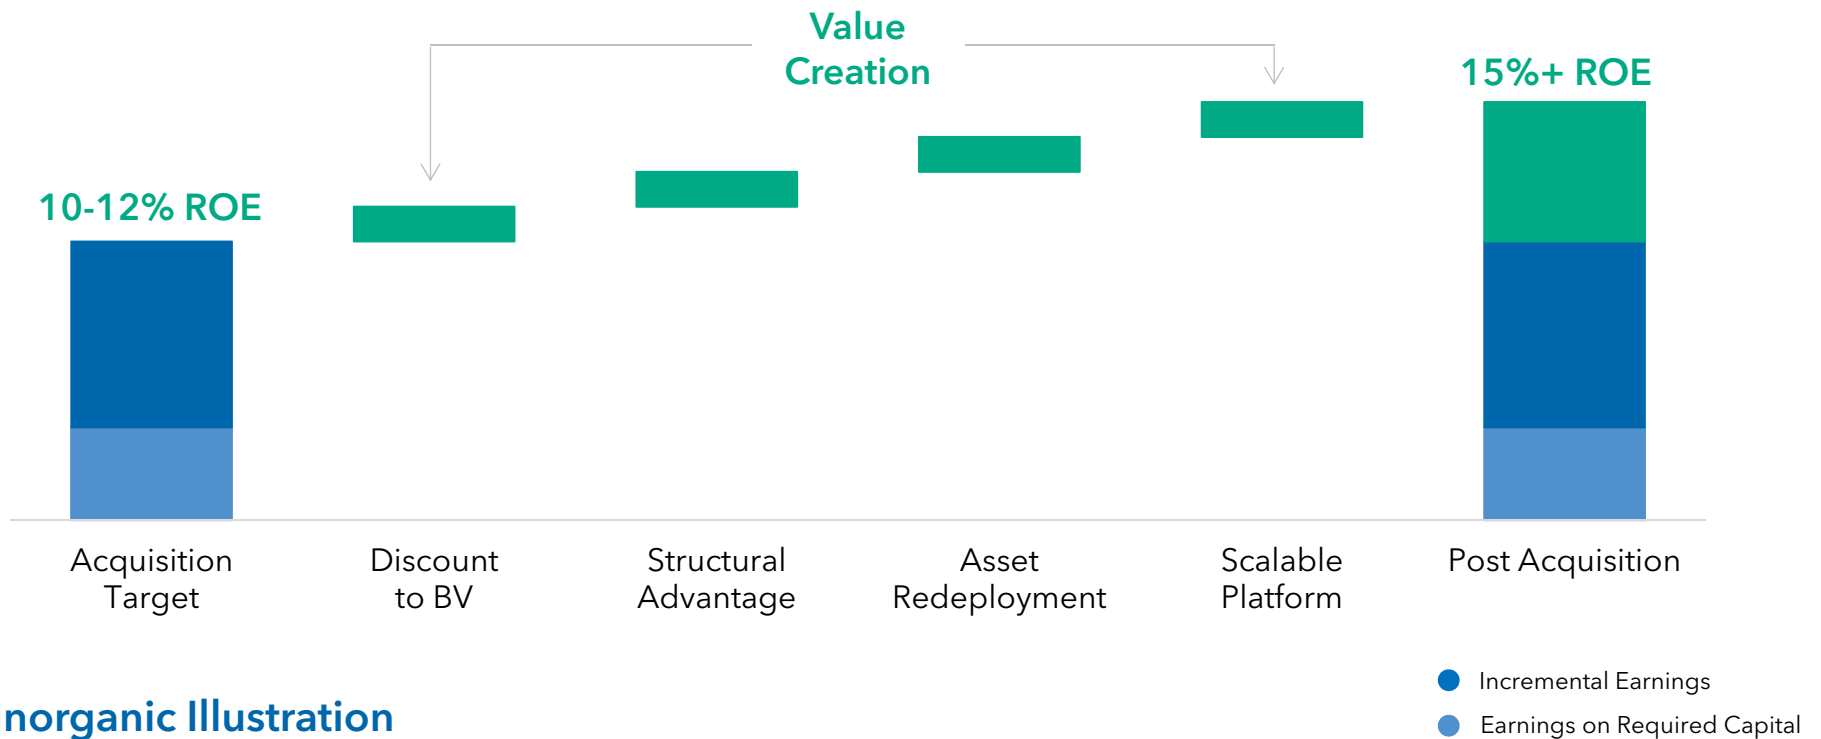 Value
Creation
15%+ ROE
10-12% ROE
Acquisition
Target
Discount
to BV
Structural
Advantage
Asset
Redeployment
Scalable
Platform
Post Acquisition
Incremental Earnings
Earnings on Required Capital
norganic Illustration